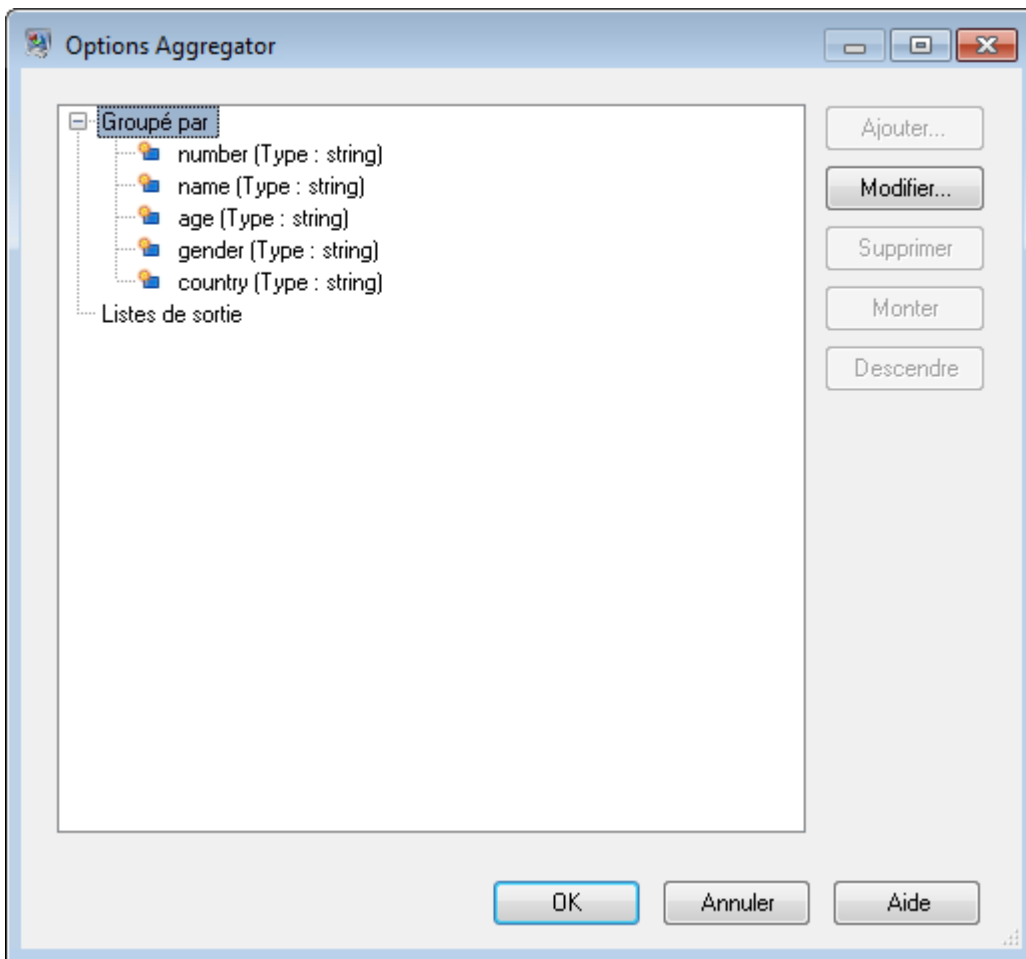 Options Aggregator
Groupé par
number (Type : string)
name (Type : string)
age (Type : string)
gender (Type : string)
country (Type : string)
Listes de sortie
Ajouter...
Modifier...
Supprimer
Monter
Descendre
OK
Annuler
Aide